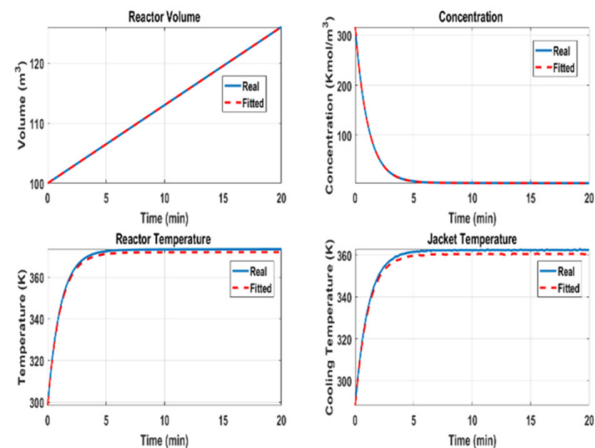 Reactor Volume
Volume (m³)
120
110
100
Real
Fitted
0 5 10 15 20
Time (min)
Concentration
Concentration (Kmol/m³)
300
200
100
Real
Fitted
0 5 10 15 20
Time (min)
Reactor Temperature
Temperature (K)
360
340
320
300
Real
Fitted
0 5 10 15 20
Time (min)
Jacket Temperature
Cooling Temperature (K)
360
340
320
300
Real
Fitted
0 5 10 15 20
Time (min)